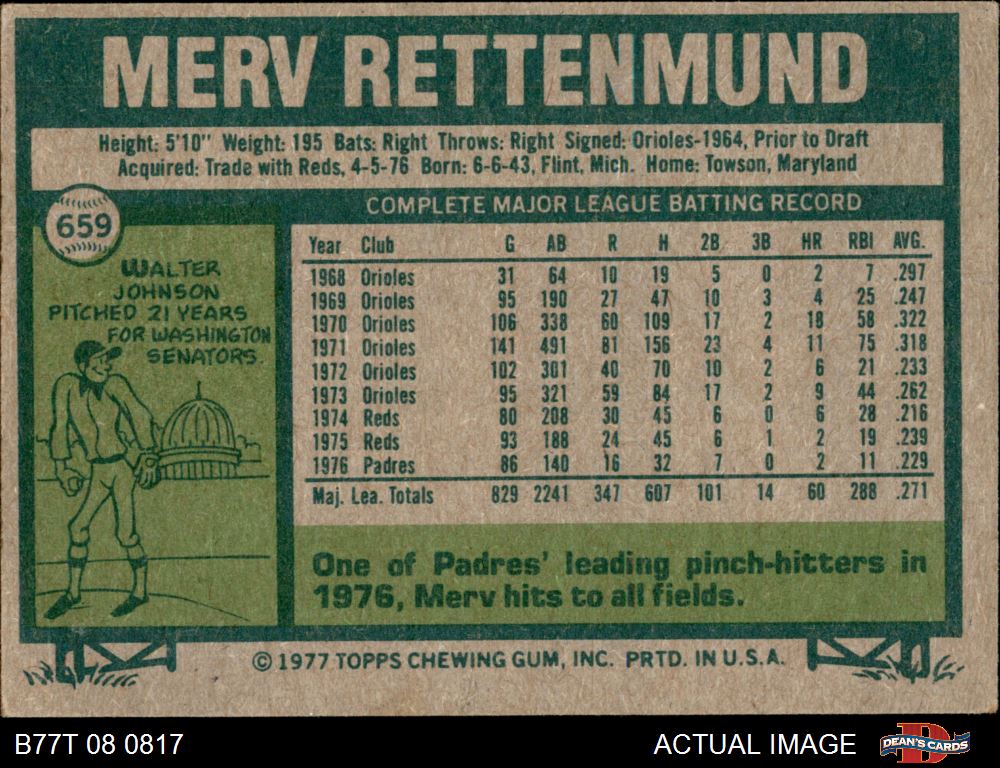 MERV RETTENMUND
Height: 5'10" Weight: 195 Bats: Right Throws: Right Signed: Orioles-1964, Prior to Draft
Acquired: Trade with Reds, 4-5-76 Born: 6-6-43, Flint, Mich. Home: Towson, Maryland
659
WALTER
JOHNSON
PITCHED 21 YEARS
FOR WASHINGTON
SENATORS.
COMPLETE MAJOR LEAGUE BATTING RECORD
Year Club G AB R H 2B 3B HR RBI AVG.
1968 Orioles 31 64 10 19 5 0 2 7 .297
1969 Orioles 95 190 27 47 10 3 4 25 .247
1970 Orioles 106 338 60 109 17 2 18 58 .322
1971 Orioles 141 491 81 156 23 4 11 75 .318
1972 Orioles 102 301 40 70 10 2 6 21 .233
1973 Orioles 95 321 59 84 17 2 9 44 .262
1974 Reds 80 208 30 45 6 0 6 28 .216
1975 Reds 93 188 24 45 6 1 2 19 .239
1976 Padres 86 140 16 32 7 0 2 11 .229
Maj. Lea. Totals 829 2241 347 607 101 14 60 288 .271
One of Padres' leading pinch-hitters in
1976, Merv hits to all fields.
© 1977 TOPPS CHEWING GUM, INC. PRTD. IN U.S.A.
B77T 08 0817
ACTUAL IMAGE
DEAN'S CARDS